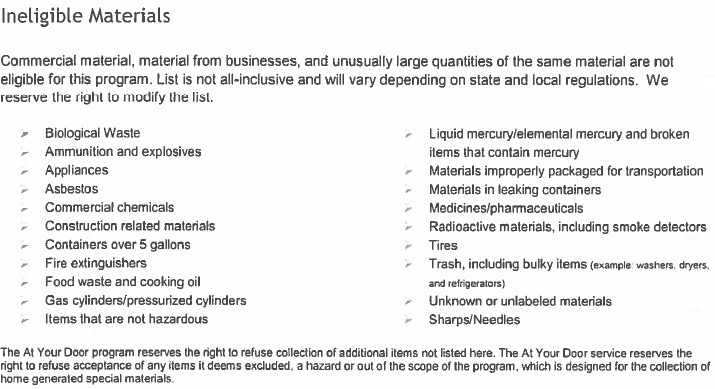 Ineligible Materials
Commercial material, material from businesses, and unusually large quantities of the same material are not
eligible for this program. List is not all-inclusive and will vary depending on state and local regulations. We
reserve the right to modify the list.
Biological Waste
Ammunition and explosives
Appliances
Asbestos
Commercial chemicals
Construction related materials
Containers over 5 gallons
Fire extinguishers
Food waste and cooking oil
Gas cylinders/pressurized cylinders
Items that are not hazardous
Liquid mercury/elemental mercury and broken
items that contain mercury
Materials improperly packaged for transportation
Materials in leaking containers
Medicines/pharmaceuticals
Radioactive materials, including smoke detectors
Tires
Trash, including bulky items (example: washers, dryers,
and refrigerators)
Unknown or unlabeled materials
Sharps/Needles
The At Your Door program reserves the right to refuse collection of additional items not listed here. The At Your Door service reserves the
right to refuse acceptance of any items it deems excluded, a hazard or out of the scope of the program, which is designed for the collection of
home generated special materials.